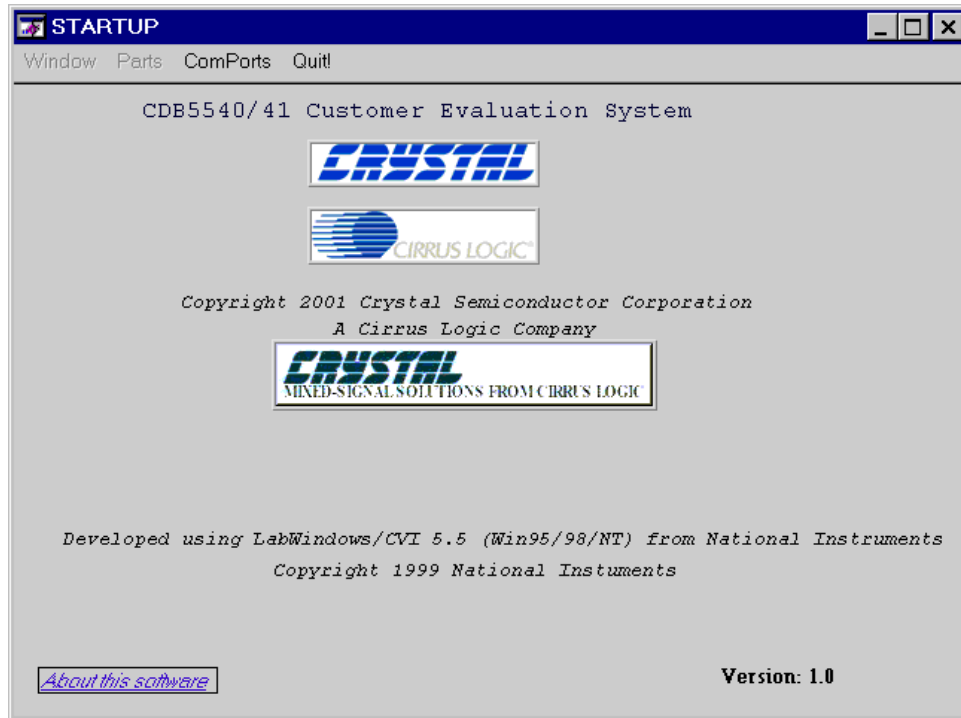 STARTUP
Window Parts ComPorts Quit!
CDB5540/41 Customer Evaluation System
CRYSTAL
CIRRUS LOGIC®
Copyright 2001 Crystal Semiconductor Corporation
A Cirrus Logic Company
CRYSTAL
MIXED-SIGNAL SOLUTIONS FROM CIRRUS LOGIC
Developed using LabWindows/CVI 5.5 (Win95/98/NT) from National Instruments
Copyright 1999 National Instuments
About this software
Version: 1.0